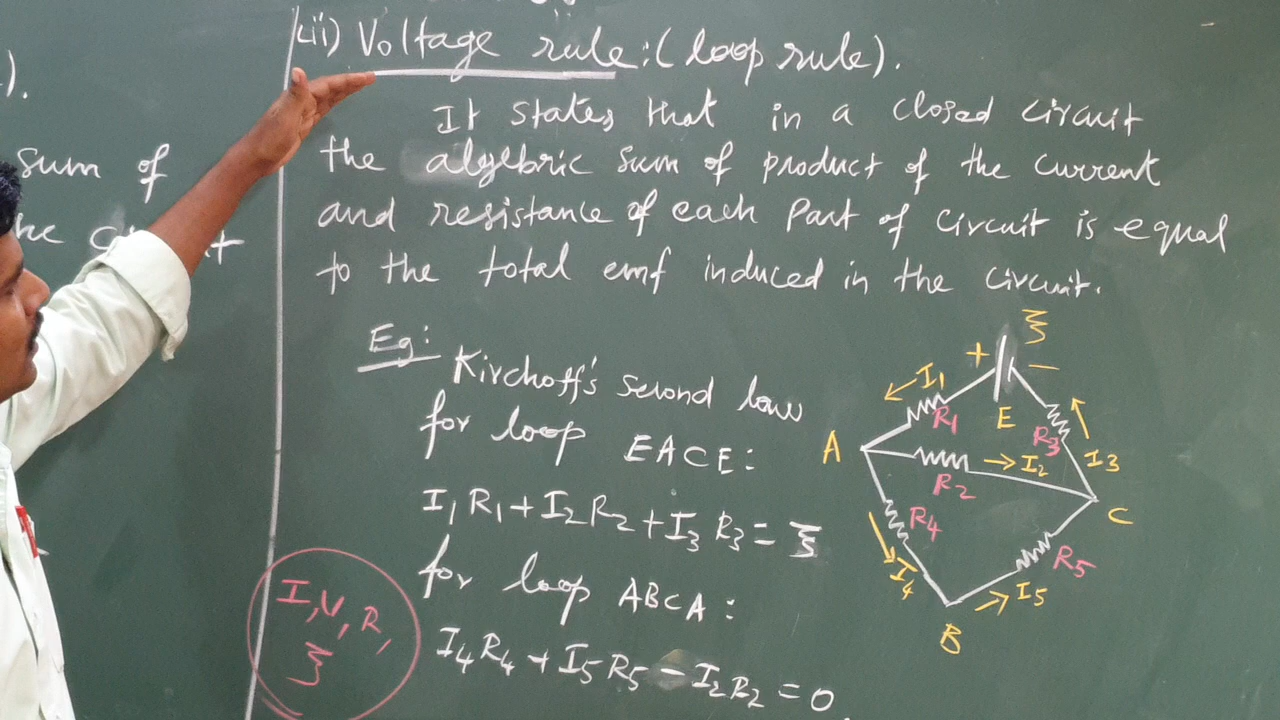 ).
sum of
(ii) Voltage rule:(loop rule).
It states that in a closed circuit
the algebric sum of product of the current
and resistance of each Part of circuit is equal
to the total emf induced in the circuit.
Eg:
Kirchoff's second law
for loop EACE:
I₁R₁+I₂R₂+I₃R₃=ξ
for loop ABCA:
I₄R₄+I₅R₅-I₂R₂=0.
I,V,R,
ξ
ξ
+ −
I₁
R₁
E
R₃
I₃
A
I₂
R₂
C
R₄
I₄
R₅
I₅
B